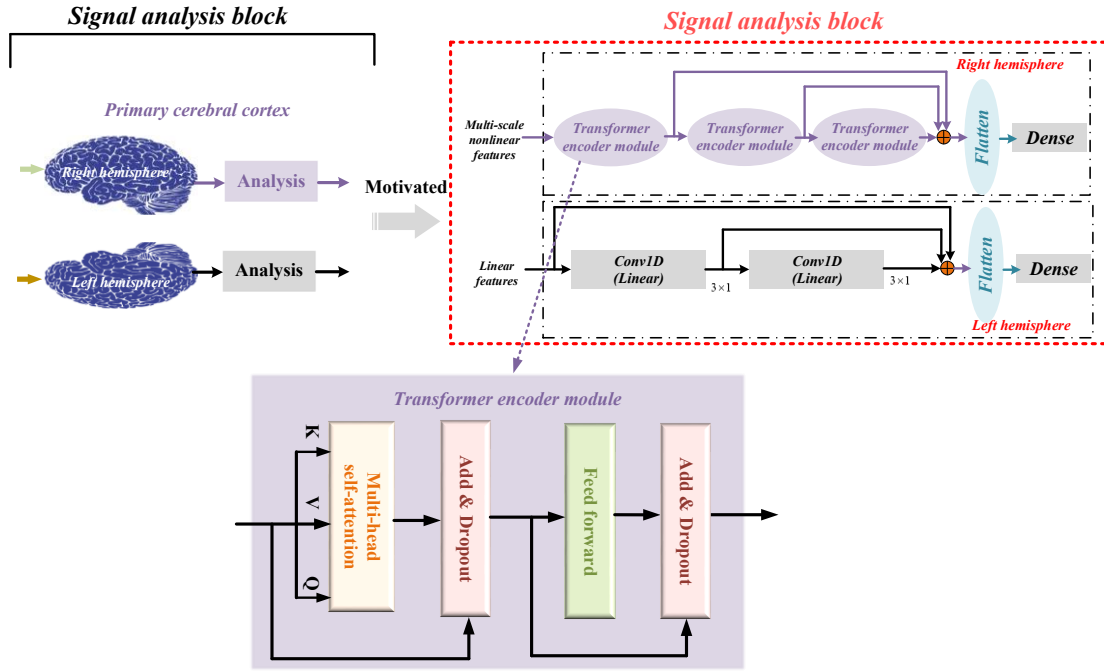 Signal analysis block
Primary cerebral cortex
Right hemisphere
Analysis
Left hemisphere
Analysis
Motivated
Signal analysis block
Right hemisphere
Multi-scale
nonlinear
features
Transformer
encoder module
Transformer
encoder module
Transformer
encoder module
Flatten
Dense
Linear
features
Conv1D
(Linear)
3×1
Conv1D
(Linear)
3×1
Flatten
Dense
Left hemisphere
Transformer encoder module
K
V
Q
Multi-head
self-attention
Add & Dropout
Feed forward
Add & Dropout